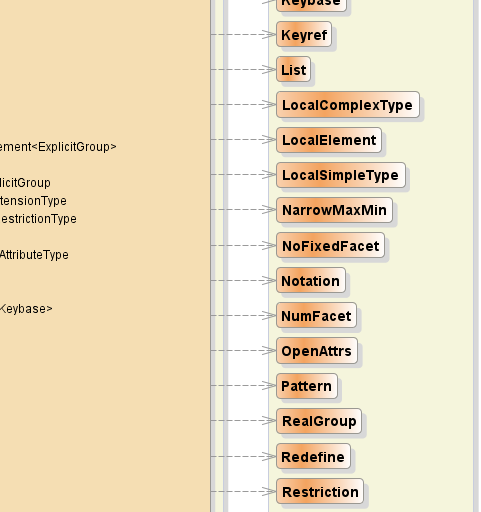 ement<ExplicitGroup>
licitGroup
tensionType
estrictionType
AttributeType
Keybase>
Keybase
Keyref
List
LocalComplexType
LocalElement
LocalSimpleType
NarrowMaxMin
NoFixedFacet
Notation
NumFacet
OpenAttrs
Pattern
RealGroup
Redefine
Restriction